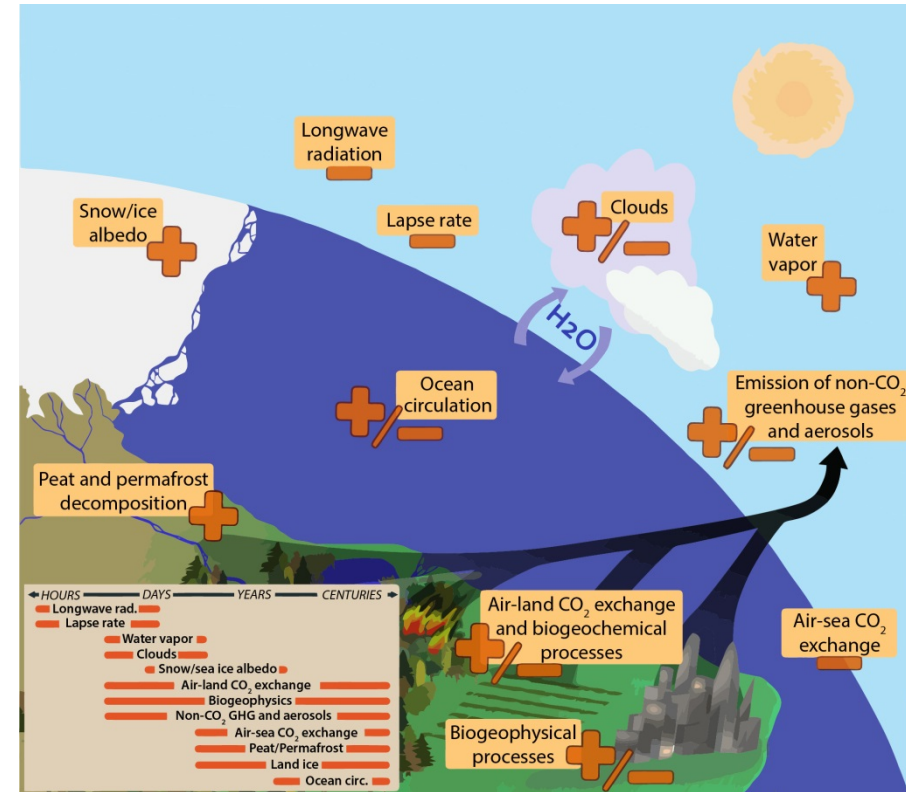 Longwave
radiation
Snow/ice
albedo
Lapse rate
Clouds
Water
vapor
H2O
Ocean
circulation
Emission of non-CO₂
greenhouse gases
and aerosols
Peat and permafrost
decomposition
HOURS DAYS YEARS CENTURIES
Longwave rad.
Lapse rate
Water vapor
Clouds
Snow/sea ice albedo
Air-land CO₂ exchange
Biogeophysics
Non-CO₂ GHG and aerosols
Air-sea CO₂ exchange
Peat/Permafrost
Land ice
Ocean circ.
Air-land CO₂ exchange
and biogeochemical
processes
Air-sea CO₂
exchange
Biogeophysical
processes